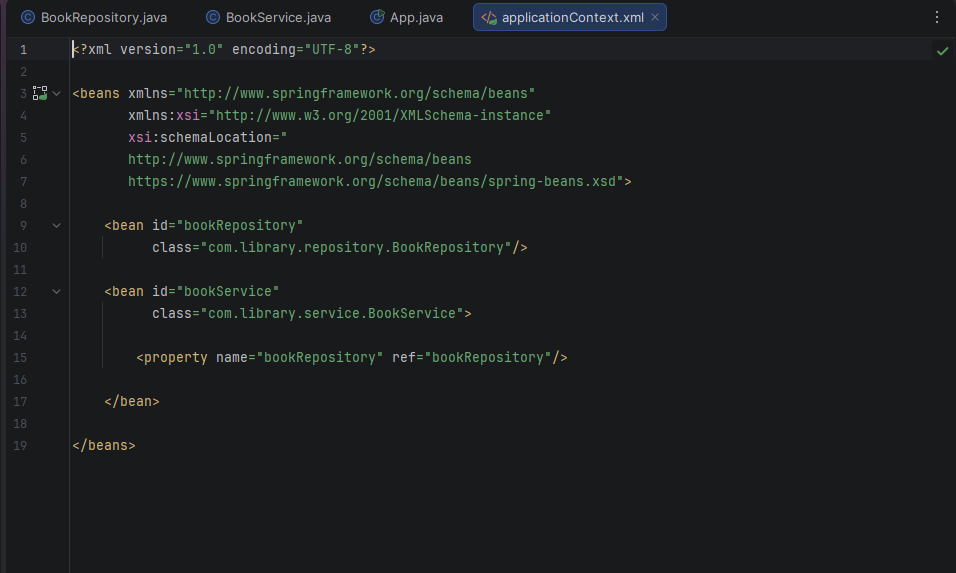 BookRepository.java BookService.java App.java applicationContext.xml
1 <?xml version="1.0" encoding="UTF-8"?>
2
3 <beans xmlns="http://www.springframework.org/schema/beans"
4 xmlns:xsi="http://www.w3.org/2001/XMLSchema-instance"
5 xsi:schemaLocation="
6 http://www.springframework.org/schema/beans
7 https://www.springframework.org/schema/beans/spring-beans.xsd">
8
9 <bean id="bookRepository"
10 class="com.library.repository.BookRepository"/>
11
12 <bean id="bookService"
13 class="com.library.service.BookService">
14
15 <property name="bookRepository" ref="bookRepository"/>
16
17 </bean>
18
19 </beans>